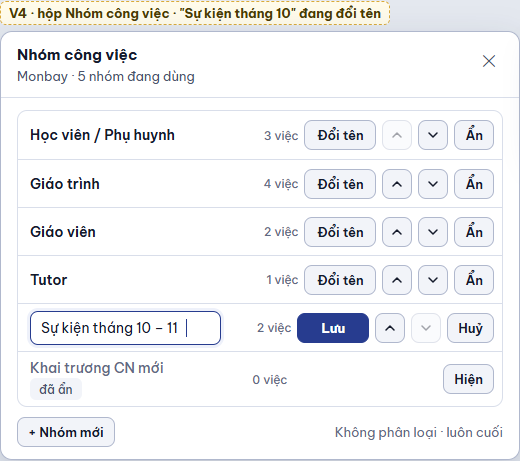 V4 · hộp Nhóm công việc · "Sự kiện tháng 10" đang đổi tên
Nhóm công việc
Monbay · 5 nhóm đang dùng
Học viên / Phụ huynh 3 việc Đổi tên Ẩn
Giáo trình 4 việc Đổi tên Ẩn
Giáo viên 2 việc Đổi tên Ẩn
Tutor 1 việc Đổi tên Ẩn
Sự kiện tháng 10 – 11 2 việc Lưu Huỷ
Khai trương CN mới 0 việc Hiện
đã ẩn
+ Nhóm mới Không phân loại · luôn cuối